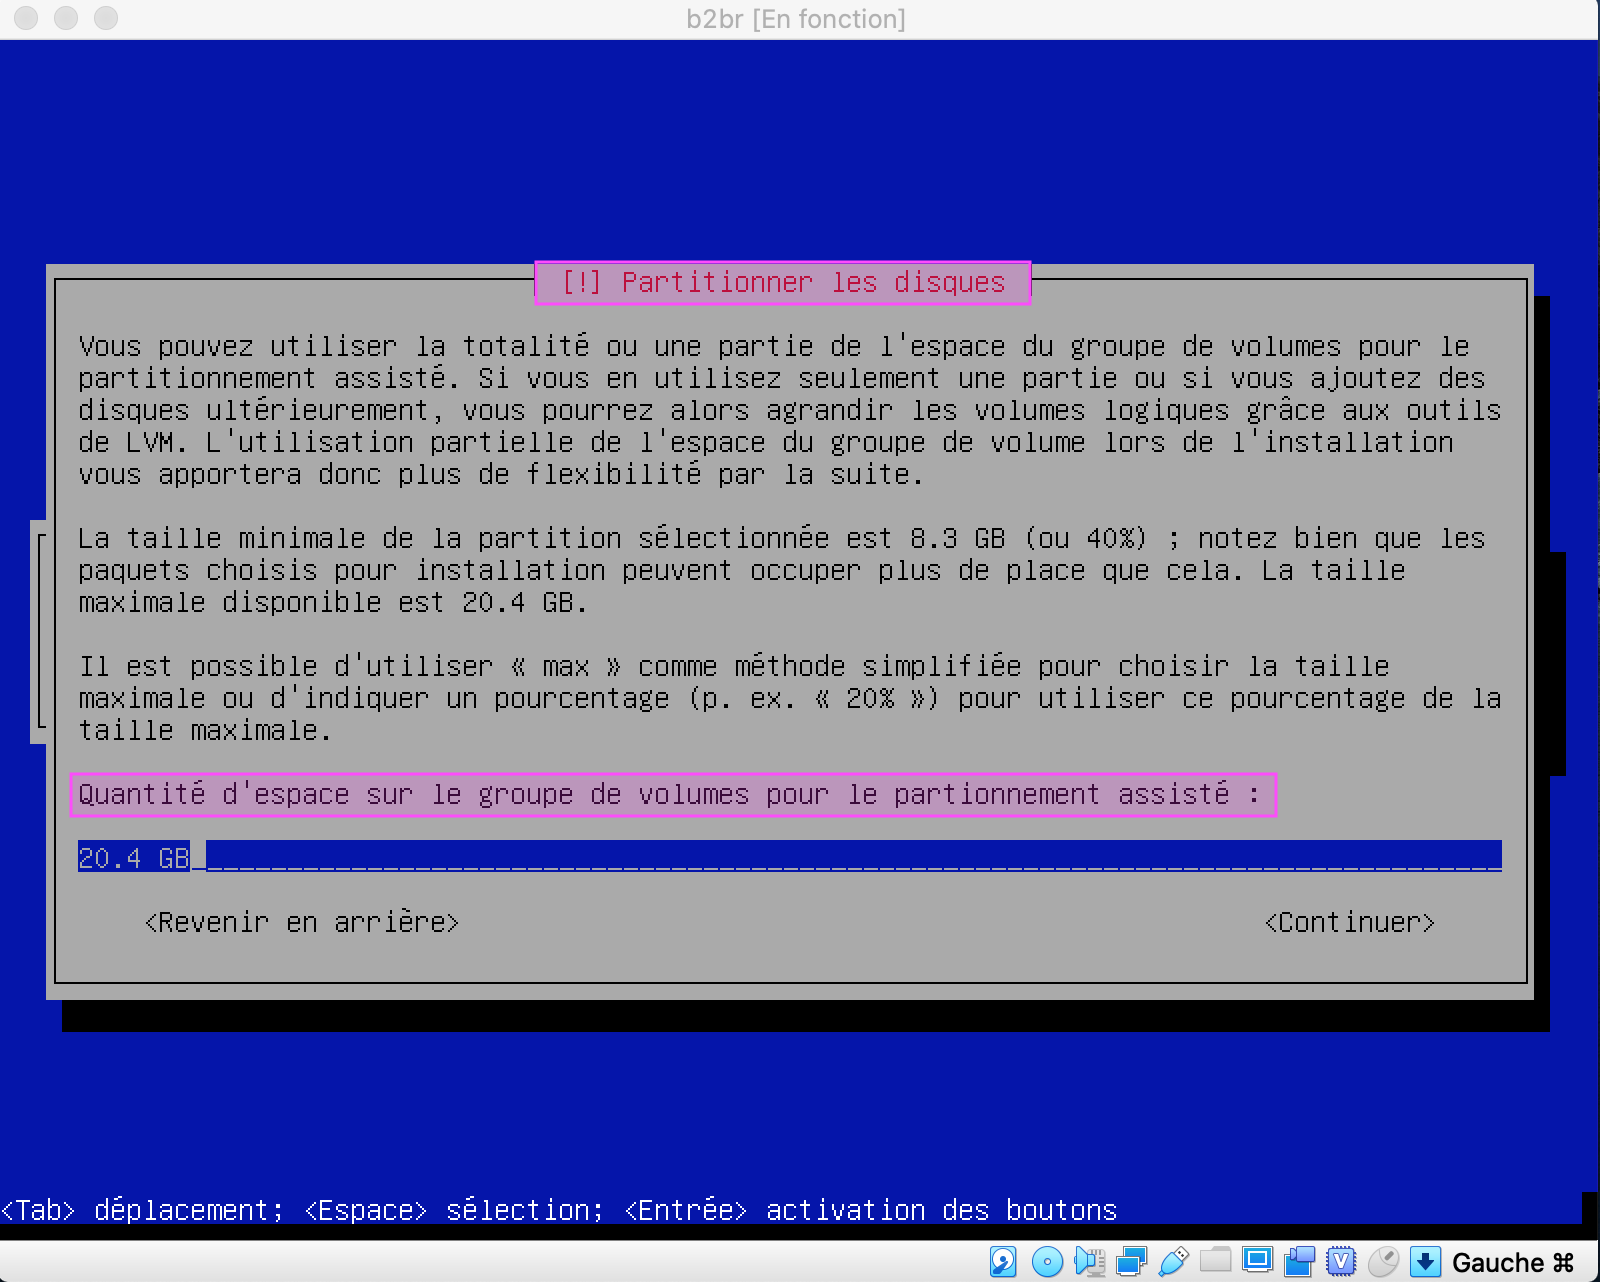 b2br [En fonction]
[!] Partitionner les disques
Vous pouvez utiliser la totalité ou une partie de l'espace du groupe de volumes pour le
partitionnement assisté. Si vous en utilisez seulement une partie ou si vous ajoutez des
disques ultérieurement, vous pourrez alors agrandir les volumes logiques grâce aux outils
de LVM. L'utilisation partielle de l'espace du groupe de volume lors de l'installation
vous apportera donc plus de flexibilité par la suite.
La taille minimale de la partition sélectionnée est 8.3 GB (ou 40%) ; notez bien que les
paquets choisis pour installation peuvent occuper plus de place que cela. La taille
maximale disponible est 20.4 GB.
Il est possible d'utiliser « max » comme méthode simplifiée pour choisir la taille
maximale ou d'indiquer un pourcentage (p. ex. « 20% ») pour utiliser ce pourcentage de la
taille maximale.
Quantité d'espace sur le groupe de volumes pour le partionnement assisté :
20.4 GB
<Revenir en arrière> <Continuer>
<Tab> déplacement; <Espace> sélection; <Entrée> activation des boutons
Gauche ⌘